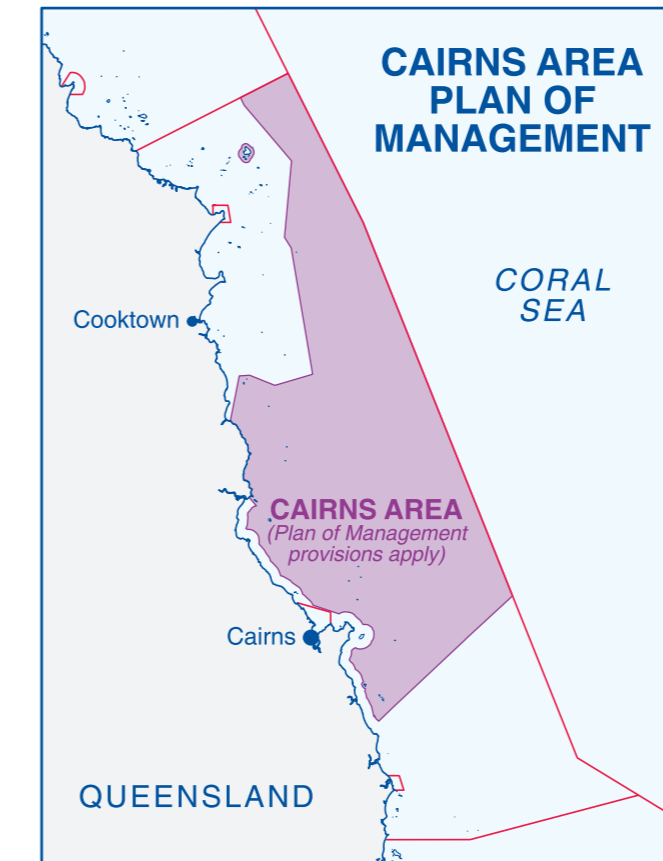 CAIRNS AREA
PLAN OF
MANAGEMENT
CORAL
SEA
Cooktown
CAIRNS AREA
(Plan of Management
provisions apply)
Cairns
QUEENSLAND